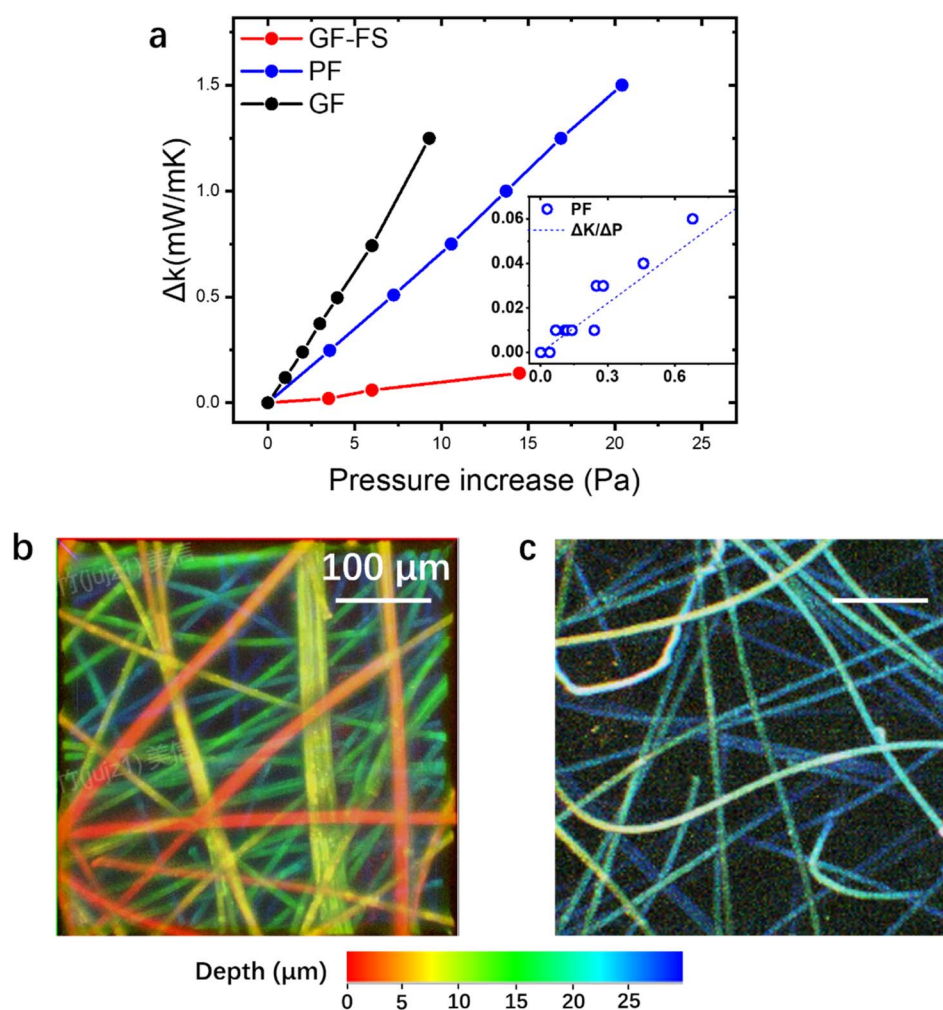 a
GF-FS
PF
GF
1.5
1.0
0.5
0.0
Δk(mW/mK)
0 5 10 15 20 25
Pressure increase (Pa)
PF
ΔK/ΔP
0.06
0.04
0.02
0.00
0.0 0.3 0.6
b
100 μm
c
Depth (μm)
0 5 10 15 20 25